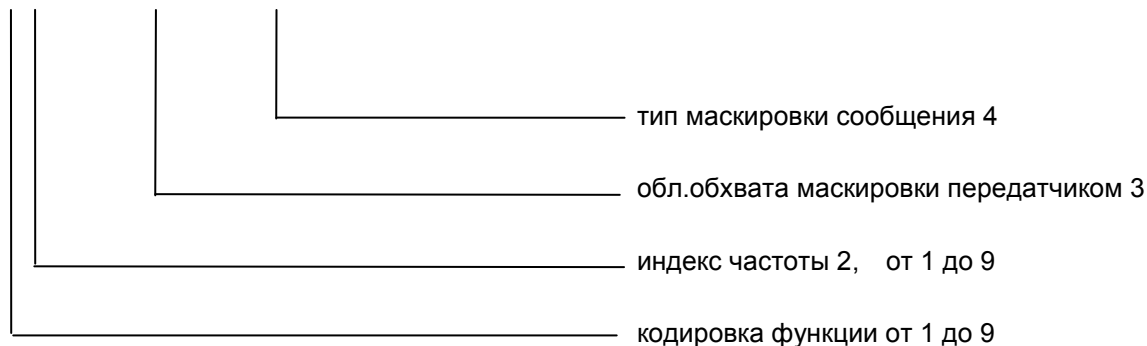 тип маскировки сообщения 4
обл.обхвата маскировки передатчиком 3
индекс частоты 2, от 1 до 9
кодировка функции от 1 до 9